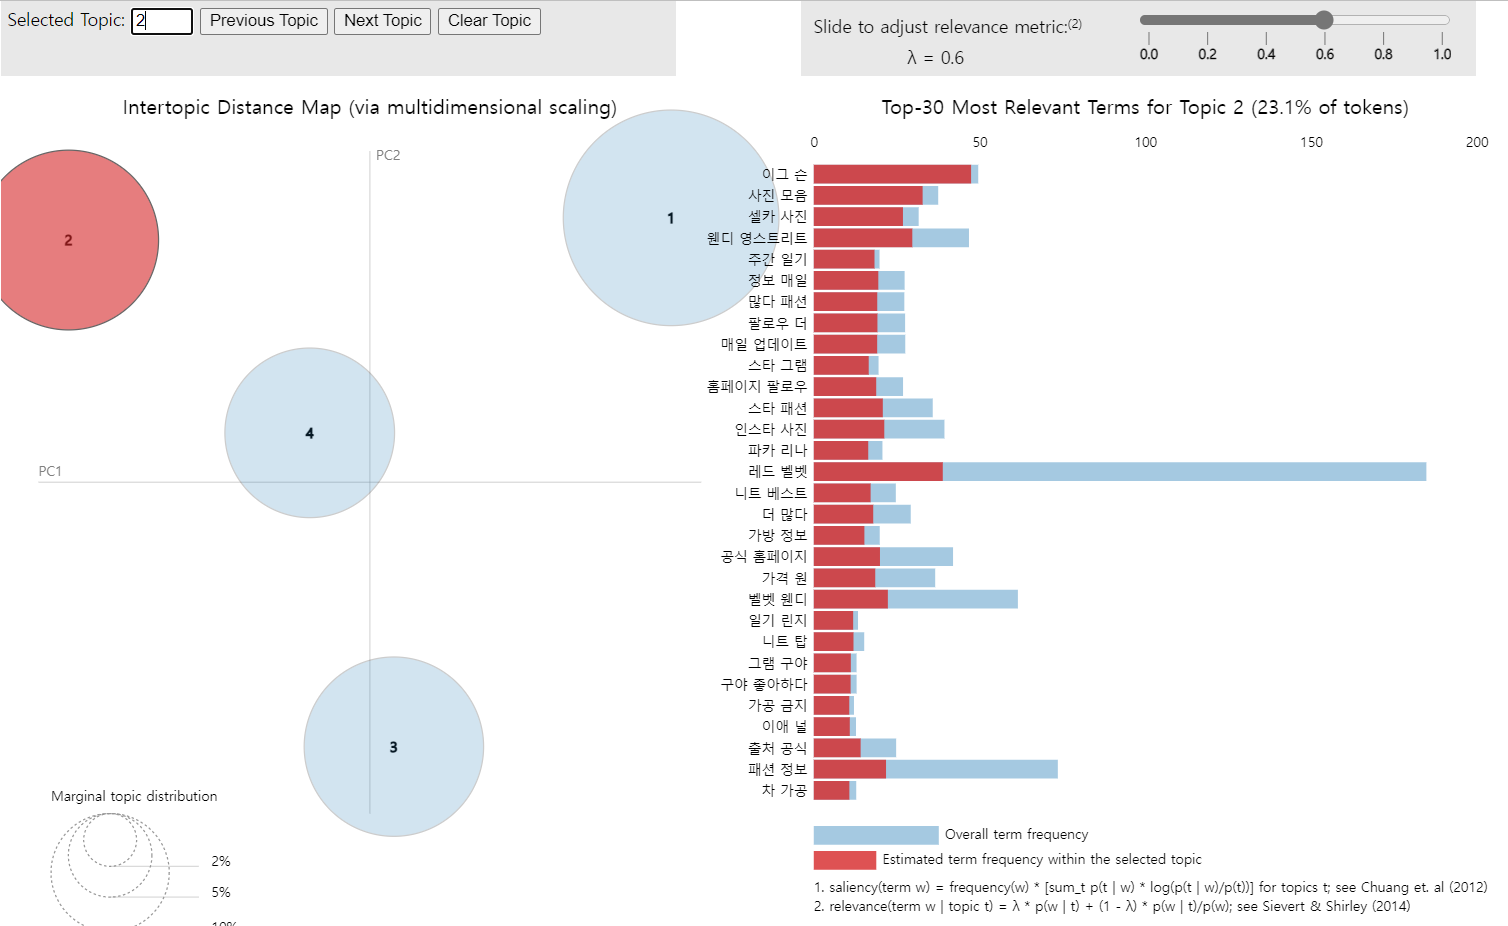 Selected Topic: 2 Previous Topic Next Topic Clear Topic
Slide to adjust relevance metric:(2)
λ = 0.6
0.0 0.2 0.4 0.6 0.8 1.0
Intertopic Distance Map (via multidimensional scaling)
PC2
PC1
1
2
4
3
Marginal topic distribution
2%
5%
Top-30 Most Relevant Terms for Topic 2 (23.1% of tokens)
0 50 100 150 200
이그 슨
사진 모음
셀카 사진
웬디 영스트리트
주간 일기
정보 매일
많다 패션
팔로우 더
매일 업데이트
스타 그램
홈페이지 팔로우
스타 패션
인스타 사진
파카 리나
레드 벨벳
니트 베스트
더 많다
가방 정보
공식 홈페이지
가격 원
벨벳 웬디
일기 린지
니트 탑
그램 구야
구야 좋아하다
가공 금지
이애 널
출처 공식
패션 정보
차 가공
Overall term frequency
Estimated term frequency within the selected topic
1. saliency(term w) = frequency(w) * [sum_t p(t | w) * log(p(t | w)/p(t))] for topics t; see Chuang et. al (2012)
2. relevance(term w | topic t) = λ * p(w | t) + (1 - λ) * p(w | t)/p(w); see Sievert & Shirley (2014)